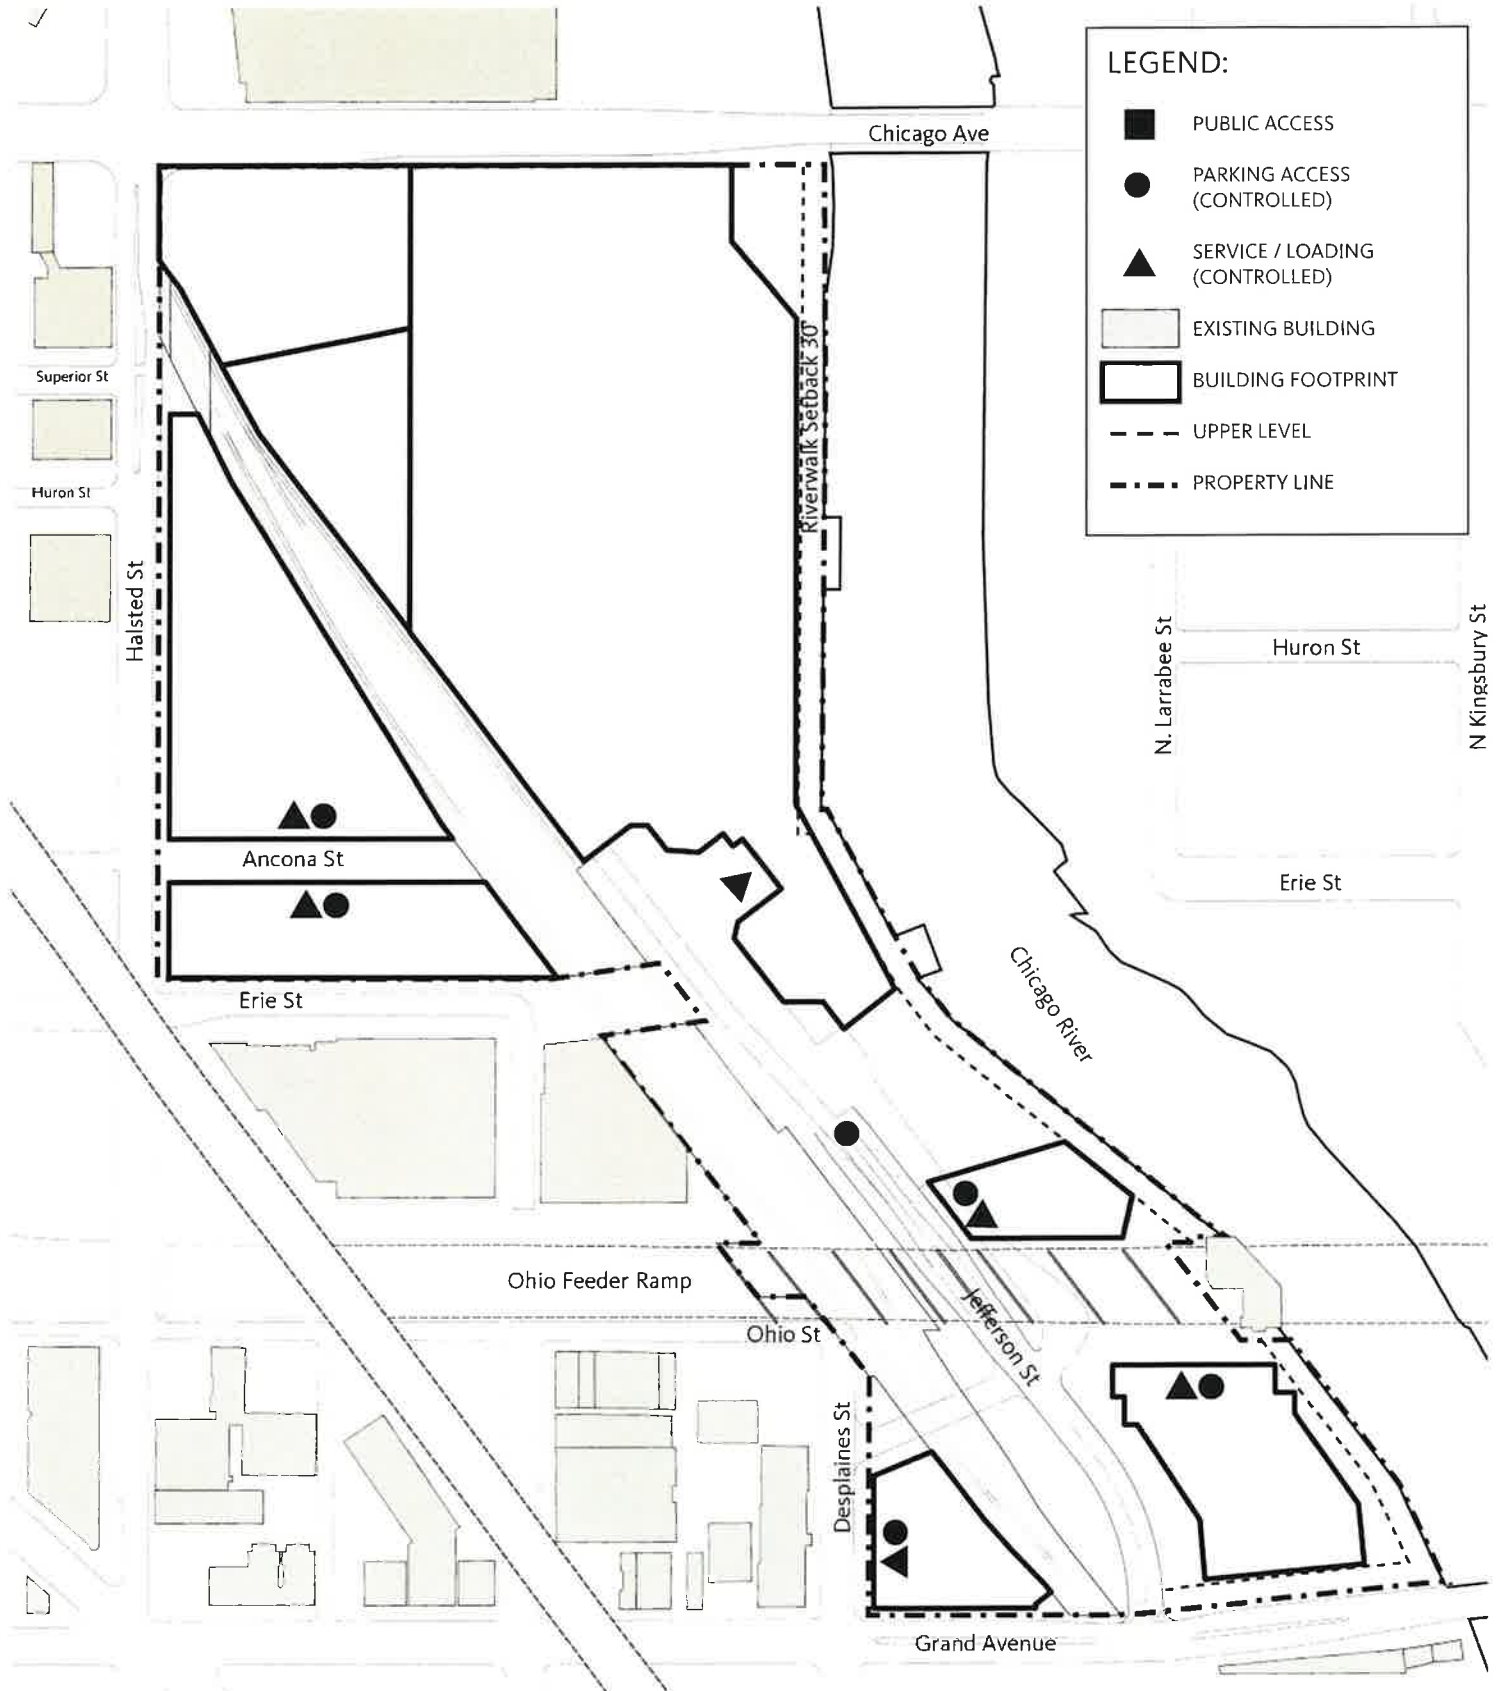 LEGEND:
PUBLIC ACCESS
PARKING ACCESS
(CONTROLLED)
SERVICE / LOADING
(CONTROLLED)
EXISTING BUILDING
BUILDING FOOTPRINT
UPPER LEVEL
PROPERTY LINE
Chicago Ave
Superior St
Huron St
Halsted St
Riverwalk Setback 30'
N. Larrabee St
Huron St
N Kingsbury St
Ancona St
Erie St
Erie St
Chicago River
Ohio Feeder Ramp
Ohio St
Jefferson St
Desplaines St
Grand Avenue